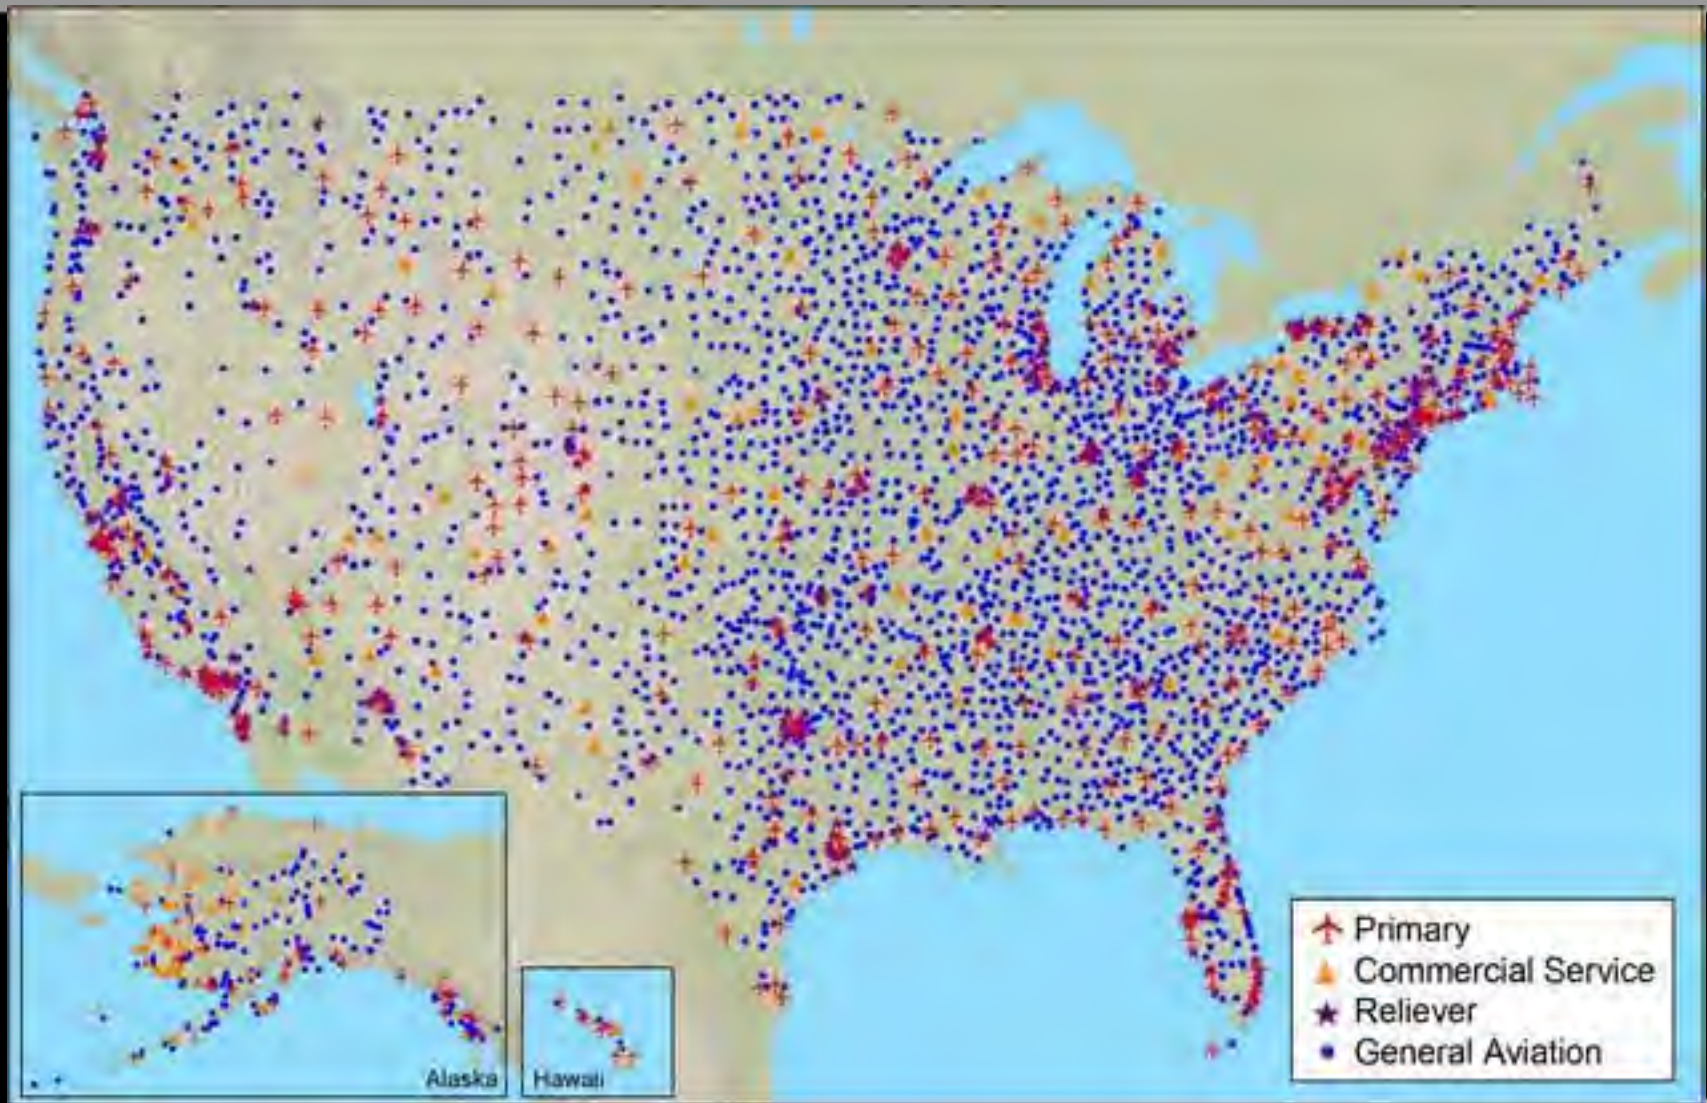 Primary
Commercial Service
Reliever
General Aviation
Alaska
Hawaii